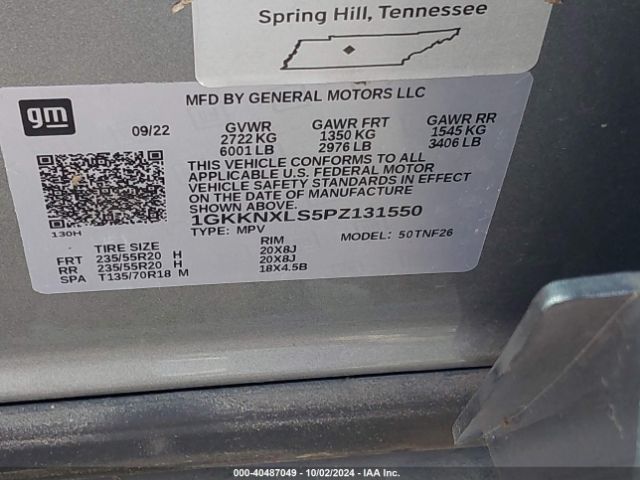 Spring Hill, Tennessee
gm
MFD BY GENERAL MOTORS LLC
09/22 GVWR GAWR FRT GAWR RR
2722 KG 1350 KG 1545 KG
6001 LB 2976 LB 3406 LB
THIS VEHICLE CONFORMS TO ALL
APPLICABLE U.S. FEDERAL MOTOR
VEHICLE SAFETY STANDARDS IN EFFECT
ON THE DATE OF MANUFACTURE
SHOWN ABOVE.
1GKKNXLS5PZ131550
130H
TYPE: MPV MODEL: 50TNF26
TIRE SIZE RIM
FRT 235/55R20 H 20X8J
RR 235/55R20 H 20X8J
SPA T135/70R18 M 18X4.5B
000-40487049 - 10/02/2024 - IAA Inc.